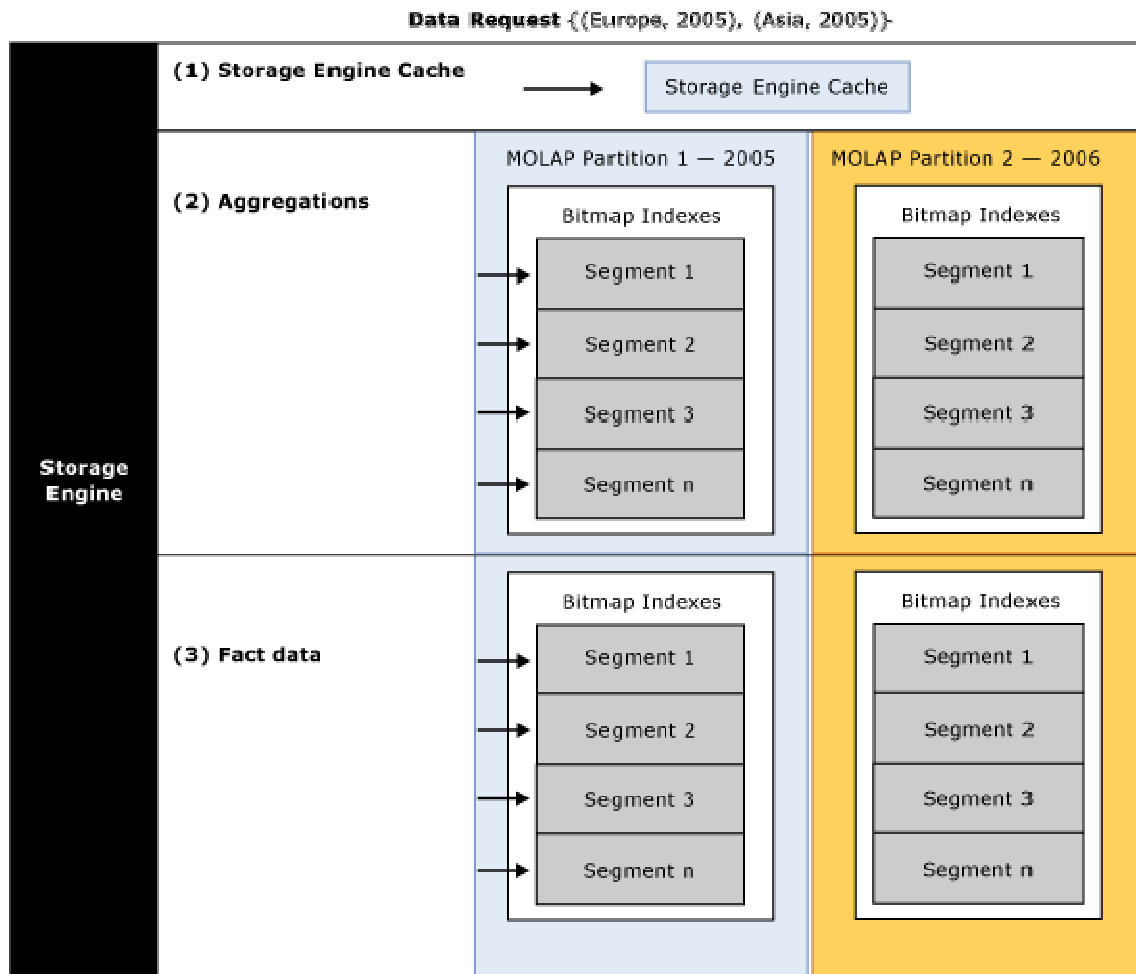 Data Request {(Europe, 2005), (Asia, 2005)}
(1) Storage Engine Cache
Storage Engine Cache
MOLAP Partition 1 — 2005
MOLAP Partition 2 — 2006
(2) Aggregations
Bitmap Indexes
Segment 1
Segment 2
Segment 3
Segment n
Bitmap Indexes
Segment 1
Segment 2
Segment 3
Segment n
Storage
Engine
(3) Fact data
Bitmap Indexes
Segment 1
Segment 2
Segment 3
Segment n
Bitmap Indexes
Segment 1
Segment 2
Segment 3
Segment n